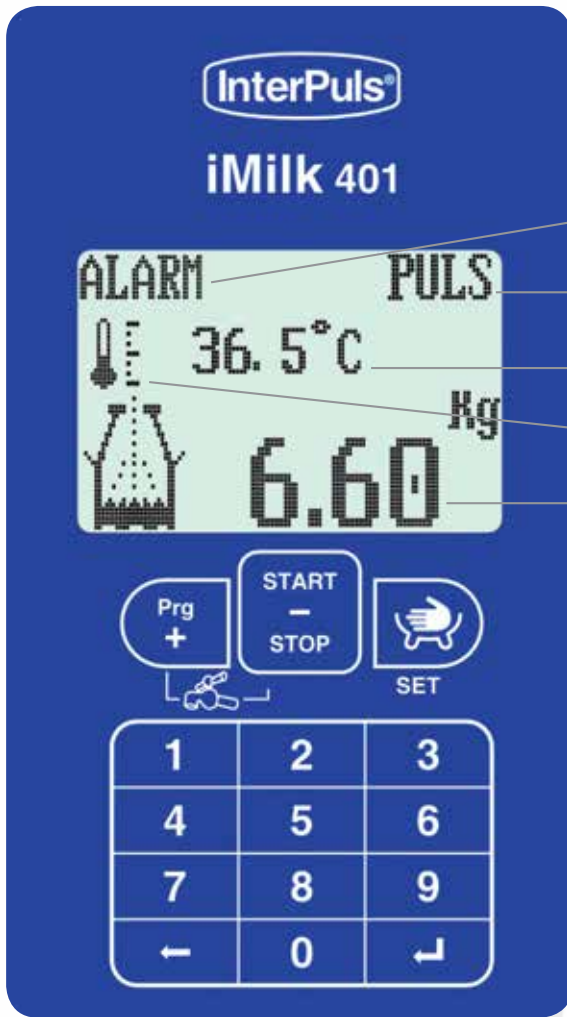 InterPuls®
iMilk 401
ALARM PULS
36.5°C
Kg
6.60
Prg
+
START
–
STOP
SET
1 2 3
4 5 6
7 8 9
← 0 ↵